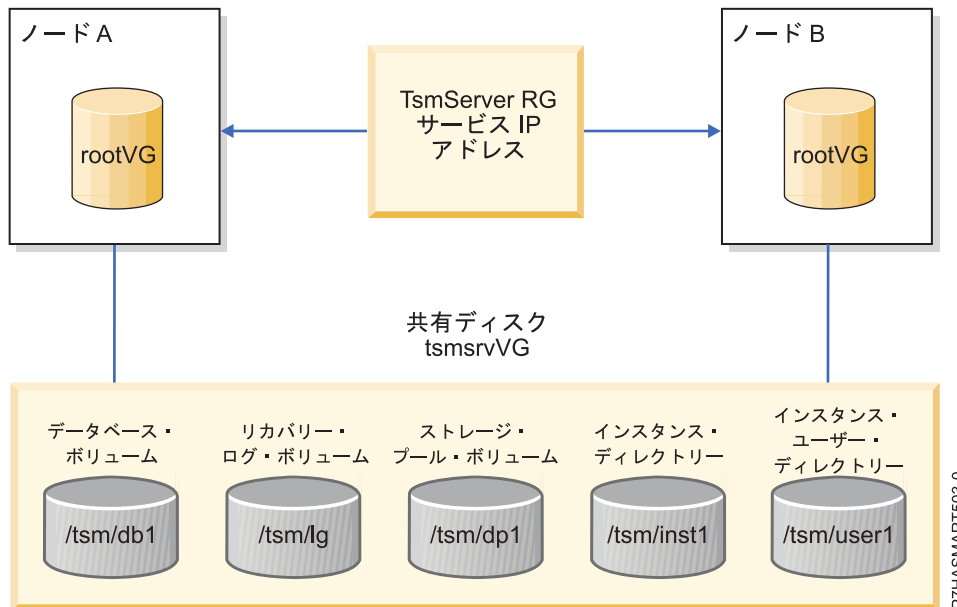 ノード A
rootVG
TsmServer RG
サービス IP
アドレス
ノード B
rootVG
共有ディスク
tsmsrvVG
データベース・
ボリューム
/tsm/db1
リカバリー・
ログ・ボリューム
/tsm/lg
ストレージ・
プール・ボリューム
/tsm/dp1
インスタンス・
ディレクトリー
/tsm/inst1
インスタンス・
ユーザー・
ディレクトリー
/tsm/user1